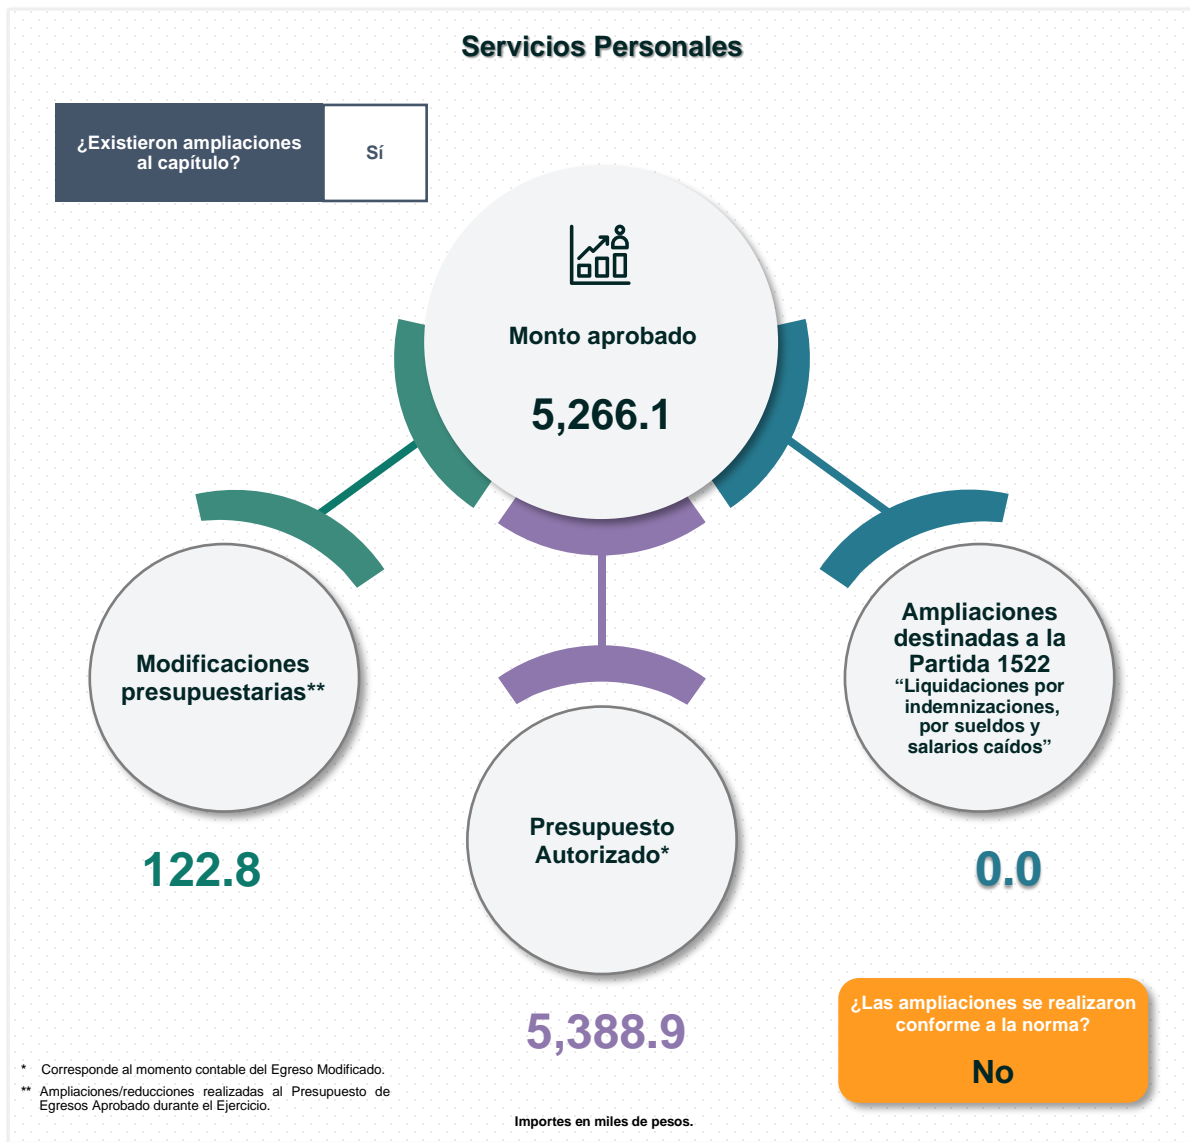 Servicios Personales
¿Existieron ampliaciones
al capítulo?
Sí
Monto aprobado
5,266.1
Modificaciones
presupuestarias**
122.8
Presupuesto
Autorizado*
5,388.9
Ampliaciones
destinadas a la
Partida 1522
“Liquidaciones por
indemnizaciones,
por sueldos y
salarios caídos”
0.0
¿Las ampliaciones se realizaron
conforme a la norma?
No
* Corresponde al momento contable del Egreso Modificado.
** Ampliaciones/reducciones realizadas al Presupuesto de
Egresos Aprobado durante el Ejercicio.
Importes en miles de pesos.